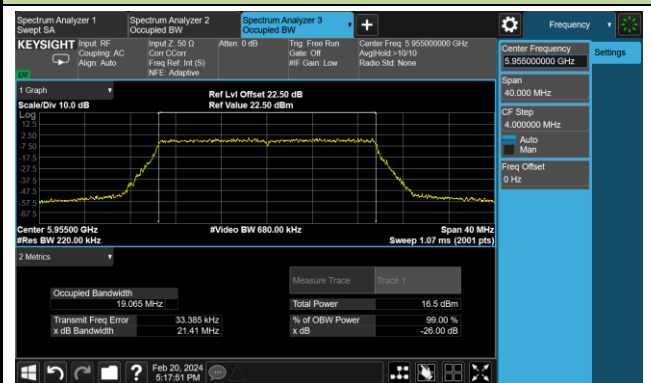 Spectrum Analyzer 1
Swept SA
Spectrum Analyzer 2
Occupied BW
Spectrum Analyzer 3
Occupied BW
Frequency
KEYSIGHT
Input: RF
Coupling: AC
Align: Auto
Input Z: 50 Ω
Corr CCorr
Freq Ref: Int (S)
NFE: Adaptive
Atten: 0 dB
Trig: Free Run
Gate: Off
#IF Gain: Low
Center Freq: 5.955000000 GHz
Avg|Hold:>10/10
Radio Std: None
Center Frequency
5.955000000 GHz
Settings
Span
40.000 MHz
CF Step
4.000000 MHz
Auto
Man
Freq Offset
0 Hz
1 Graph
Scale/Div 10.0 dB
Ref Lvl Offset 22.50 dB
Ref Value 22.50 dBm
Log
12.5
2.50
-7.50
-17.5
-27.5
-37.5
-47.5
-57.5
-67.5
Center 5.95500 GHz
#Video BW 680.00 kHz
Span 40 MHz
#Res BW 220.00 kHz
Sweep 1.07 ms (2001 pts)
2 Metrics
Measure Trace
Trace 1
Occupied Bandwidth
19.065 MHz
Total Power
16.5 dBm
Transmit Freq Error
33.385 kHz
% of OBW Power
99.00 %
x dB Bandwidth
21.41 MHz
x dB
-26.00 dB
?
Feb 20, 2024
5:17:51 PM